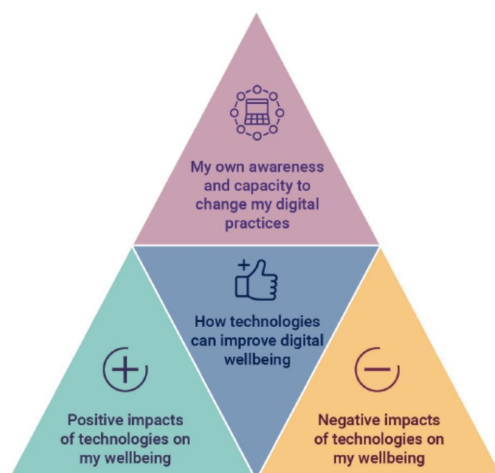 My own awareness
and capacity to
change my digital
practices
How technologies
can improve digital
wellbeing
Positive impacts
of technologies on
my wellbeing
Negative impacts
of technologies on
my wellbeing